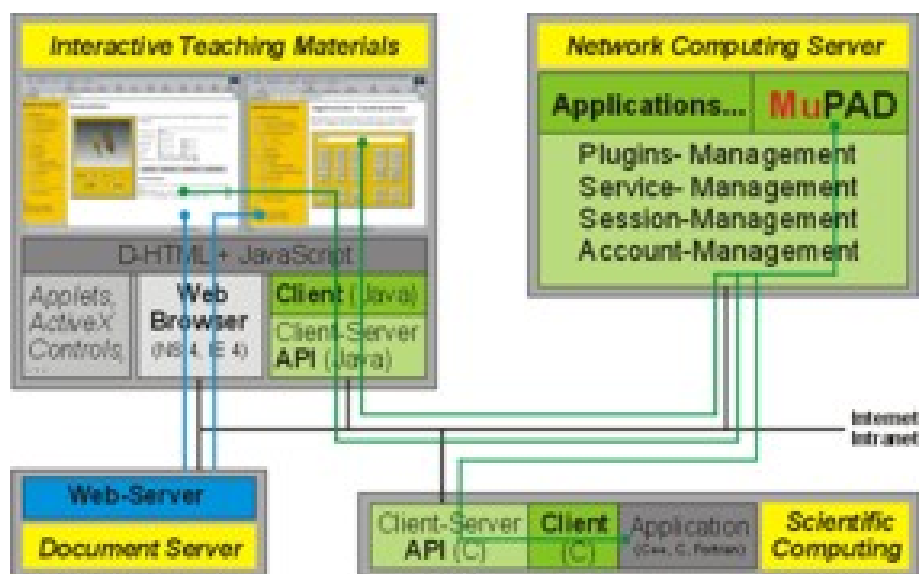 Interactive Teaching Materials
D-HTML + JavaScript
Applets,
ActiveX
Controls,
...
Web
Browser
(NS 4, IE 4)
Client (Java)
Client-Server
API (Java)
Network Computing Server
Applications...
MuPAD
Plugins- Management
Service- Management
Session-Management
Account-Management
Internet
Intranet
Web-Server
Document Server
Client-Server
API (C)
Client
(C)
Application
(C++, C, Fortran)
Scientific
Computing